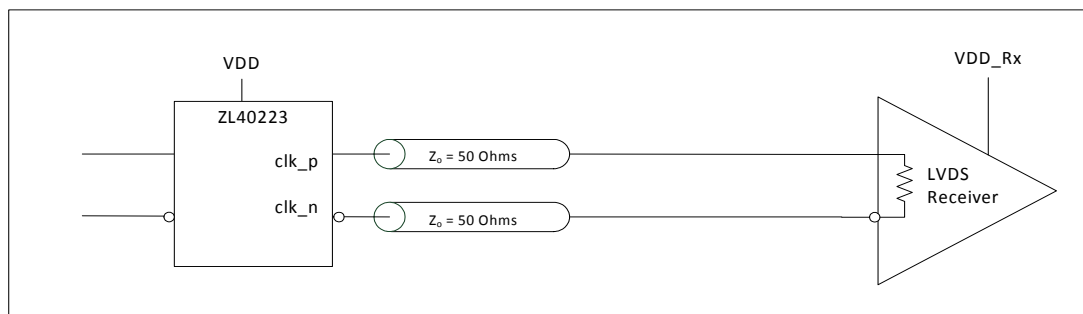 VDD
VDD_Rx
ZL40223
clk_p
Zₒ = 50 Ohms
LVDS
Receiver
clk_n
Zₒ = 50 Ohms